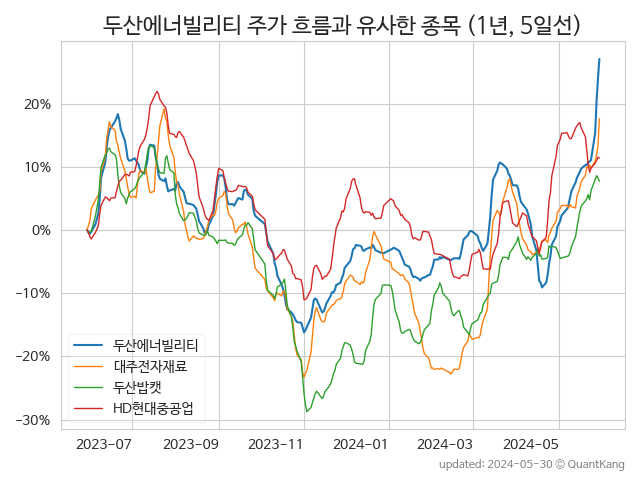 두산에너빌리티 주가 흐름과 유사한 종목 (1년, 5일선)
20%
10%
0%
−10%
−20%
−30%
두산에너빌리티
대주전자재료
두산밥캣
HD현대중공업
2023-07 2023-09 2023-11 2024-01 2024-03 2024-05
updated: 2024-05-30 © QuantKang